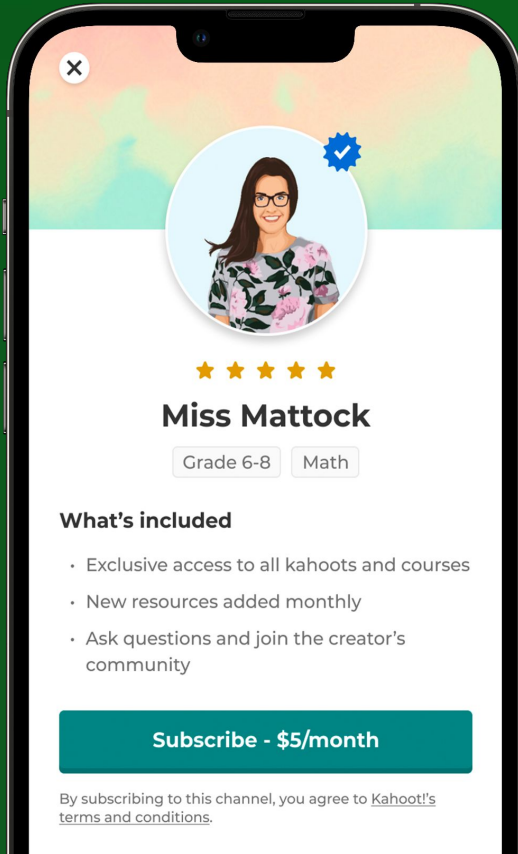 Miss Mattock
Grade 6-8 Math
What's included
• Exclusive access to all kahoots and courses
• New resources added monthly
• Ask questions and join the creator's
community
Subscribe - $5/month
By subscribing to this channel, you agree to Kahoot!'s
terms and conditions.